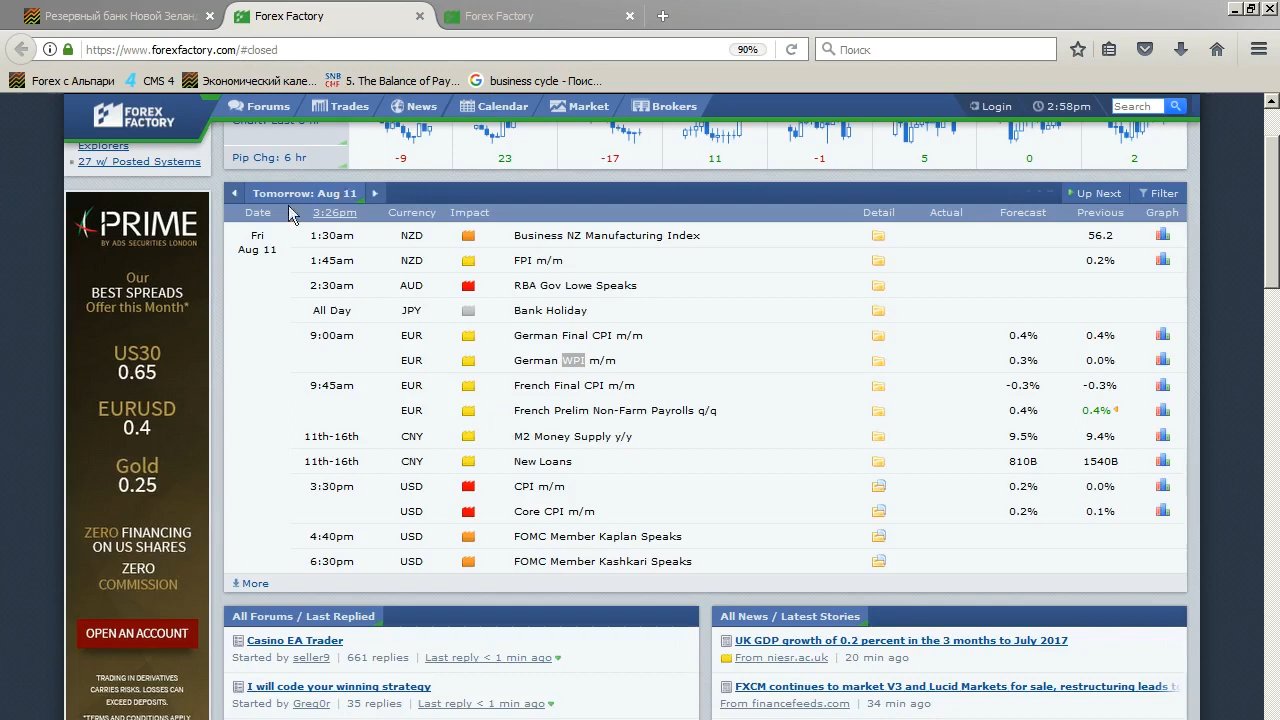 Резервный банк Новой Зелан,
Forex Factory
Forex Factory
https://www.forexfactory.com/#closed
90%
Поиск
Forex с Альпари
CMS 4
Экономический кале...
SNB CHF
5. The Balance of Pay...
business cycle - Поис...
FOREX FACTORY
Forums
Trades
News
Calendar
Market
Brokers
Login
2:58pm
Search
Explorers
27 w/ Posted Systems
Pip Chg: 6 hr
-9 23 -17 11 -1 5 0 2
Tomorrow: Aug 11
Up Next
Filter
Date 3:26pm Currency Impact Detail Actual Forecast Previous Graph
Fri 1:30am NZD Business NZ Manufacturing Index 56.2
Aug 11
1:45am NZD FPI m/m 0.2%
2:30am AUD RBA Gov Lowe Speaks
All Day JPY Bank Holiday
9:00am EUR German Final CPI m/m 0.4% 0.4%
EUR German WPI m/m 0.3% 0.0%
9:45am EUR French Final CPI m/m -0.3% -0.3%
EUR French Prelim Non-Farm Payrolls q/q 0.4% 0.4%
11th-16th CNY M2 Money Supply y/y 9.5% 9.4%
11th-16th CNY New Loans 810B 1540B
3:30pm USD CPI m/m 0.2% 0.0%
USD Core CPI m/m 0.2% 0.1%
4:40pm USD FOMC Member Kaplan Speaks
6:30pm USD FOMC Member Kashkari Speaks
More
PRIME
BY ADS SECURITIES LONDON
Our
BEST SPREADS
Offer this Month*
US30
0.65
EURUSD
0.4
Gold
0.25
ZERO FINANCING
ON US SHARES
ZERO
COMMISSION
OPEN AN ACCOUNT
TRADING IN DERIVATIVES
CARRIES RISKS. LOSSES CAN
EXCEED DEPOSITS.
*TERMS AND CONDITIONS APPLY
All Forums / Last Replied
Casino EA Trader
Started by seller9 | 661 replies | Last reply < 1 min ago
I will code your winning strategy
Started by Greg0r | 35 replies | Last reply < 1 min ago
All News / Latest Stories
UK GDP growth of 0.2 percent in the 3 months to July 2017
From niesr.ac.uk | 20 min ago
FXCM continues to market V3 and Lucid Markets for sale, restructuring leads t
From financefeeds.com | 34 min ago